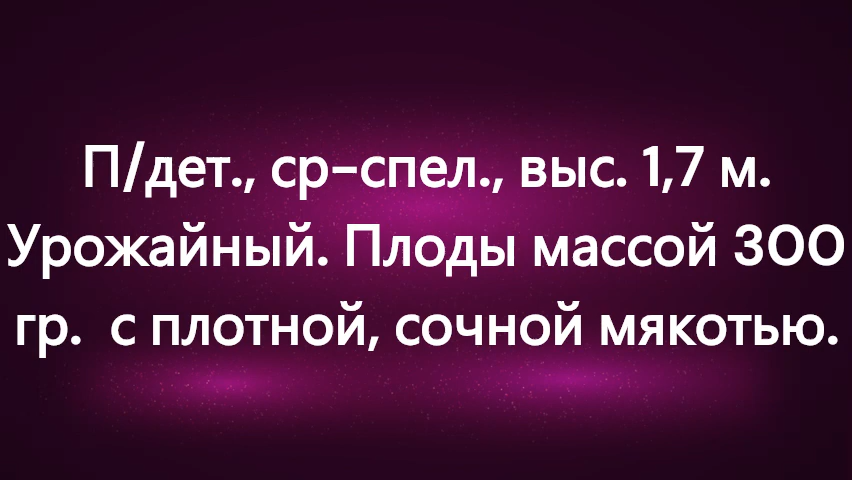 П/дет., ср-спел., выс. 1,7 м.
Урожайный. Плоды массой 300
гр.  с плотной, сочной мякотью.